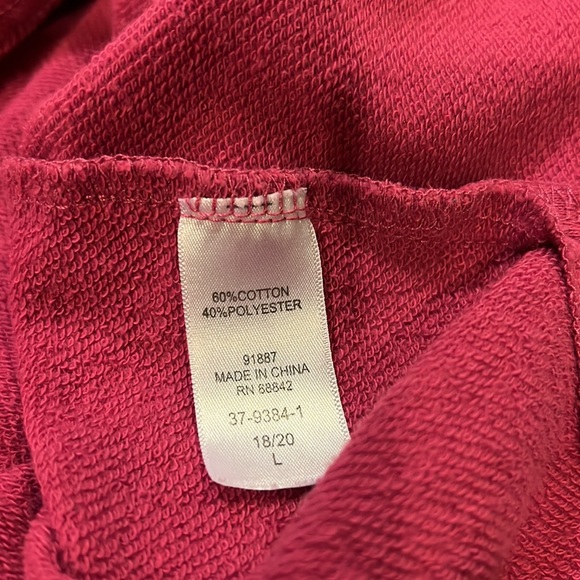 60%COTTON
40%POLYESTER
91887
MADE IN CHINA
RN 68842
37-9384-1
18/20
L